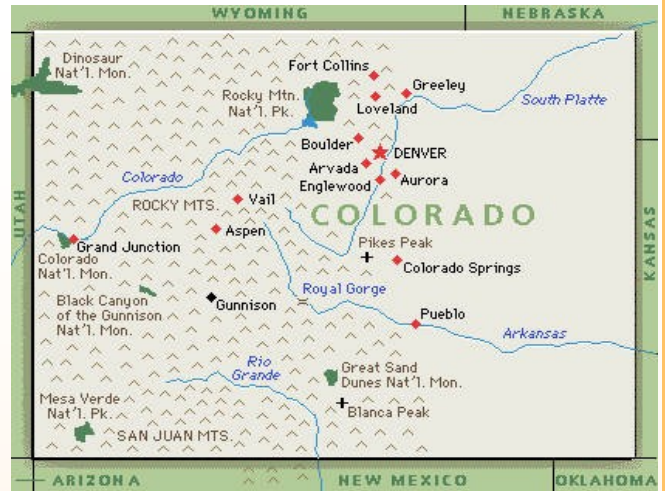 WYOMING
NEBRASKA
Dinosaur
Nat'l. Mon.
Fort Collins
Rocky Mtn.
Nat'l. Pk.
Greeley
Loveland
South Platte
Boulder
DENVER
Arvada
Englewood
Aurora
Colorado
ROCKY MTS.
Vail
UTAH
COLORADO
KANSAS
Aspen
Grand Junction
Pikes Peak
Colorado
Nat'l. Mon.
Colorado Springs
Black Canyon
of the Gunnison
Nat'l. Mon.
Gunnison
Royal Gorge
Pueblo
Arkansas
Rio
Grande
Great Sand
Dunes Nat'l. Mon.
Mesa Verde
Nat'l. Pk.
Blanca Peak
SAN JUAN MTS.
ARIZONA
NEW MEXICO
OKLAHOMA